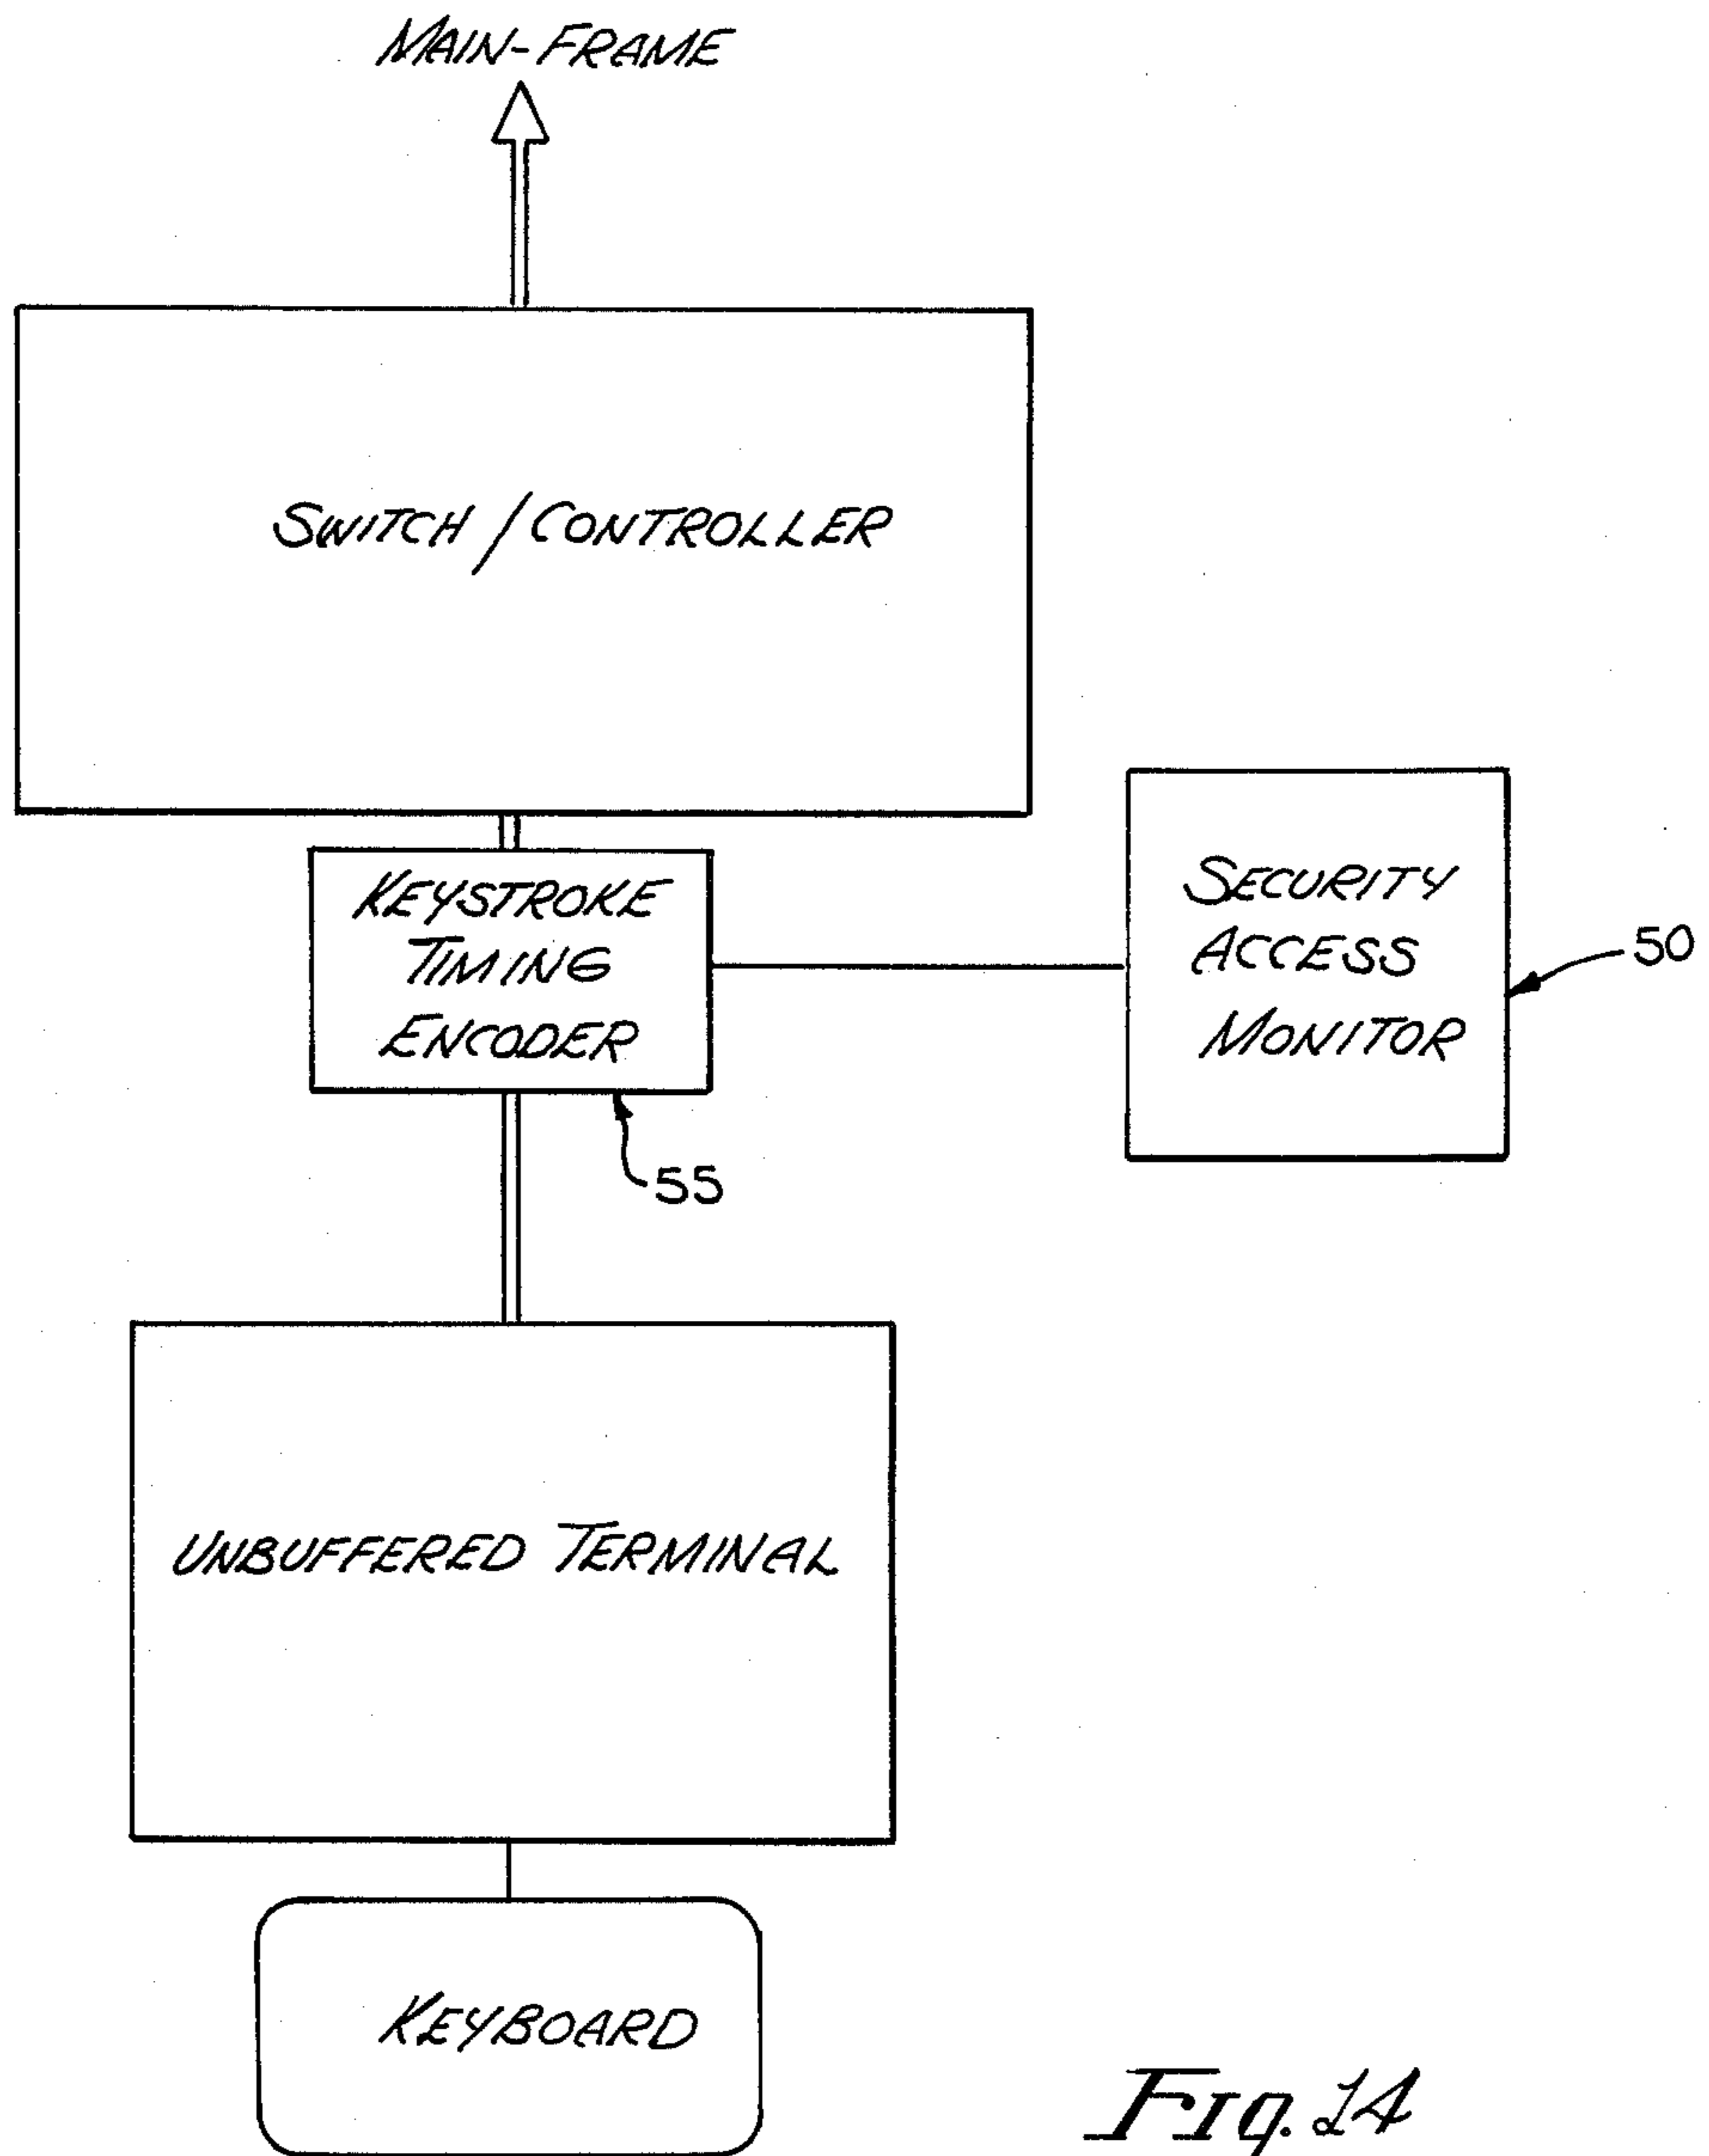 MAIN-FRAME
SWITCH/CONTROLLER
KEYSTROKE
TIMING
ENCODER
SECURITY
ACCESS
MONITOR
50
55
UNBUFFERED TERMINAL
KEYBOARD
FIG. 14